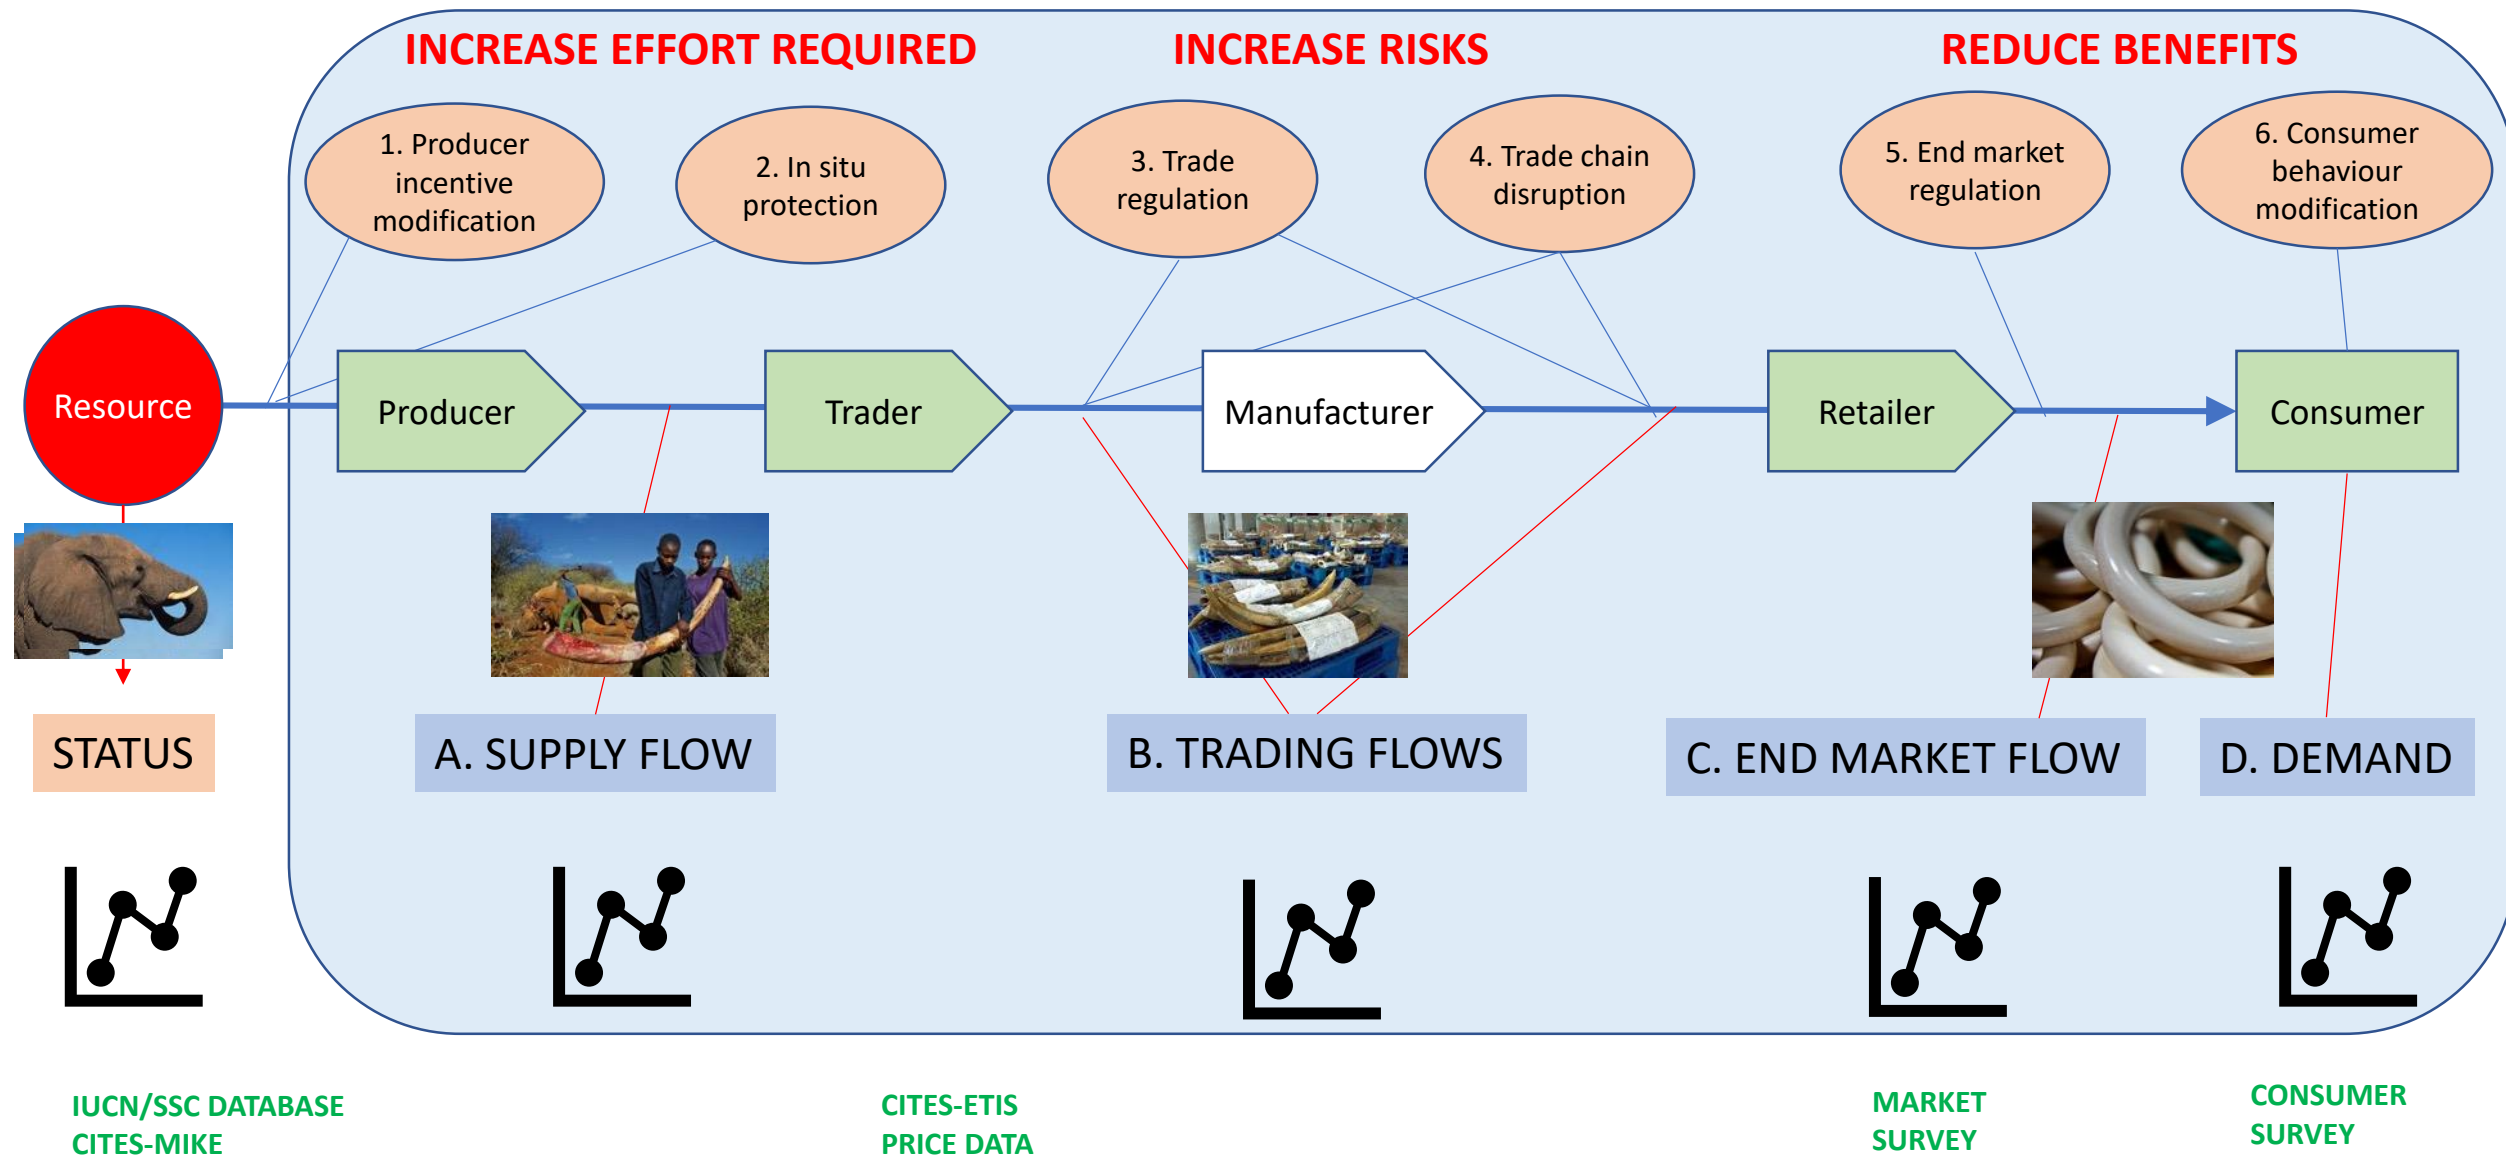 INCREASE EFFORT REQUIRED
INCREASE RISKS
REDUCE BENEFITS
1. Producer
incentive
modification
2. In situ
protection
3. Trade
regulation
4. Trade chain
disruption
5. End market
regulation
6. Consumer
behaviour
modification
Resource
Producer
Trader
Manufacturer
Retailer
Consumer
STATUS
A. SUPPLY FLOW
B. TRADING FLOWS
C. END MARKET FLOW
D. DEMAND
IUCN/SSC DATABASE
CITES-MIKE
CITES-ETIS
PRICE DATA
MARKET
SURVEY
CONSUMER
SURVEY